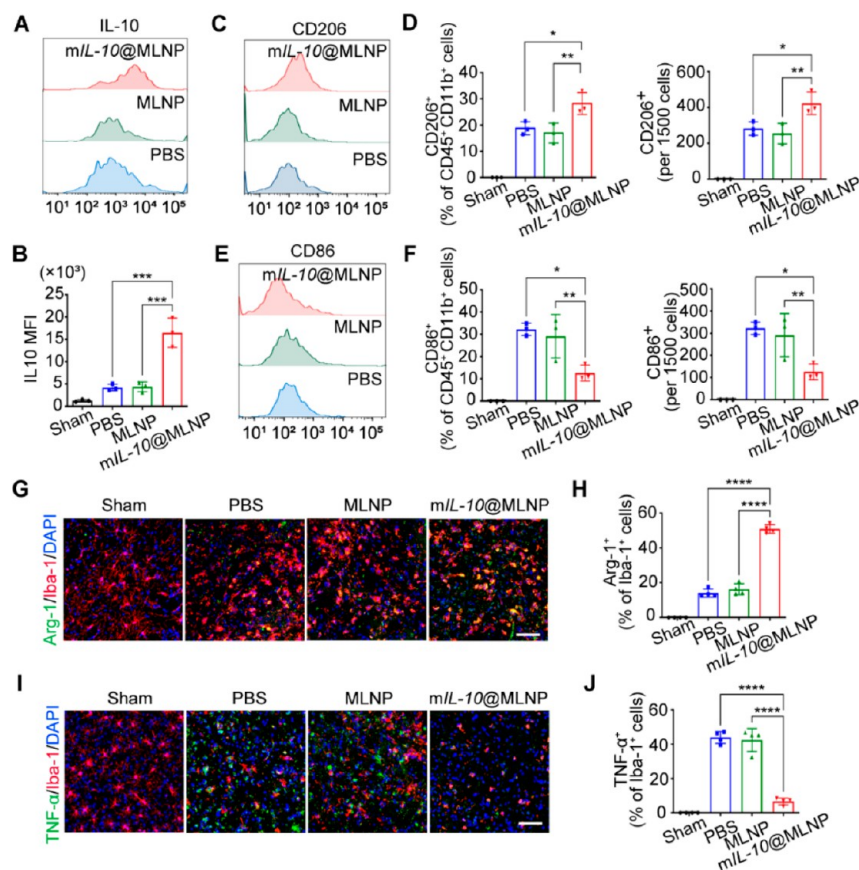 A
IL-10
mIL-10@MLNP
MLNP
PBS
10¹ 10² 10³ 10⁴ 10⁵
C
CD206
mIL-10@MLNP
MLNP
PBS
10¹ 10² 10³ 10⁴ 10⁵
D
CD206⁺
(% of CD45⁺ CD11b⁺ cells)
50
40
30
20
10
0
*
**
Sham
PBS
MLNP
mIL-10@MLNP
CD206⁺
(per 1500 cells)
600
400
200
0
*
**
Sham
PBS
MLNP
mIL-10@MLNP
B
(×10³)
IL10 MFI
25
20
15
10
5
0
***
***
Sham
PBS
MLNP
mIL-10@MLNP
E
CD86
mIL-10@MLNP
MLNP
PBS
10¹ 10² 10³ 10⁴ 10⁵
F
CD86⁺
(% of CD45⁺ CD11b⁺ cells)
50
40
30
20
10
0
*
**
Sham
PBS
MLNP
mIL-10@MLNP
CD86⁺
(per 1500 cells)
500
400
300
200
100
0
*
**
Sham
PBS
MLNP
mIL-10@MLNP
G
Sham PBS MLNP mIL-10@MLNP
Arg-1/Iba-1/DAPI
H
Arg-1⁺
(% of Iba-1⁺ cells)
60
40
20
0
****
****
Sham
PBS
MLNP
mIL-10@MLNP
I
Sham PBS MLNP mIL-10@MLNP
TNF-α/Iba-1/DAPI
J
TNF-α⁺
(% of Iba-1⁺ cells)
60
40
20
0
****
****
Sham
PBS
MLNP
mIL-10@MLNP